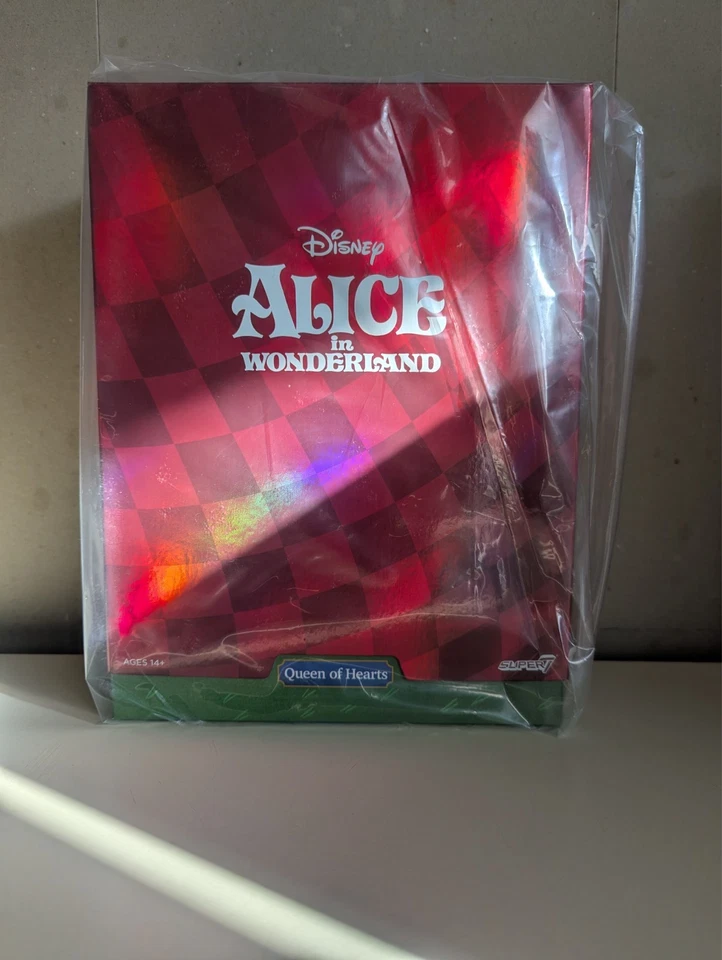 Disney
ALICE
in
WONDERLAND
AGES 14+
Queen of Hearts
SUPER7